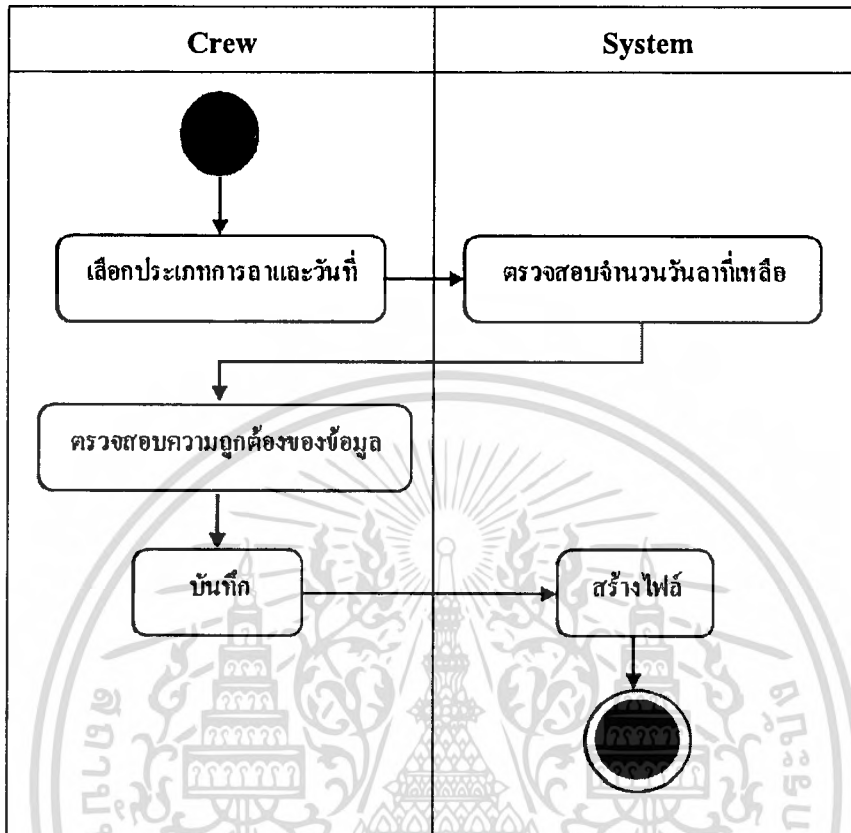 Crew
System
เลือกประเภทการลาและวันที่
ตรวจสอบจำนวนวันลาที่เหลือ
ตรวจสอบความถูกต้องของข้อมูล
บันทึก
สร้างไฟล์